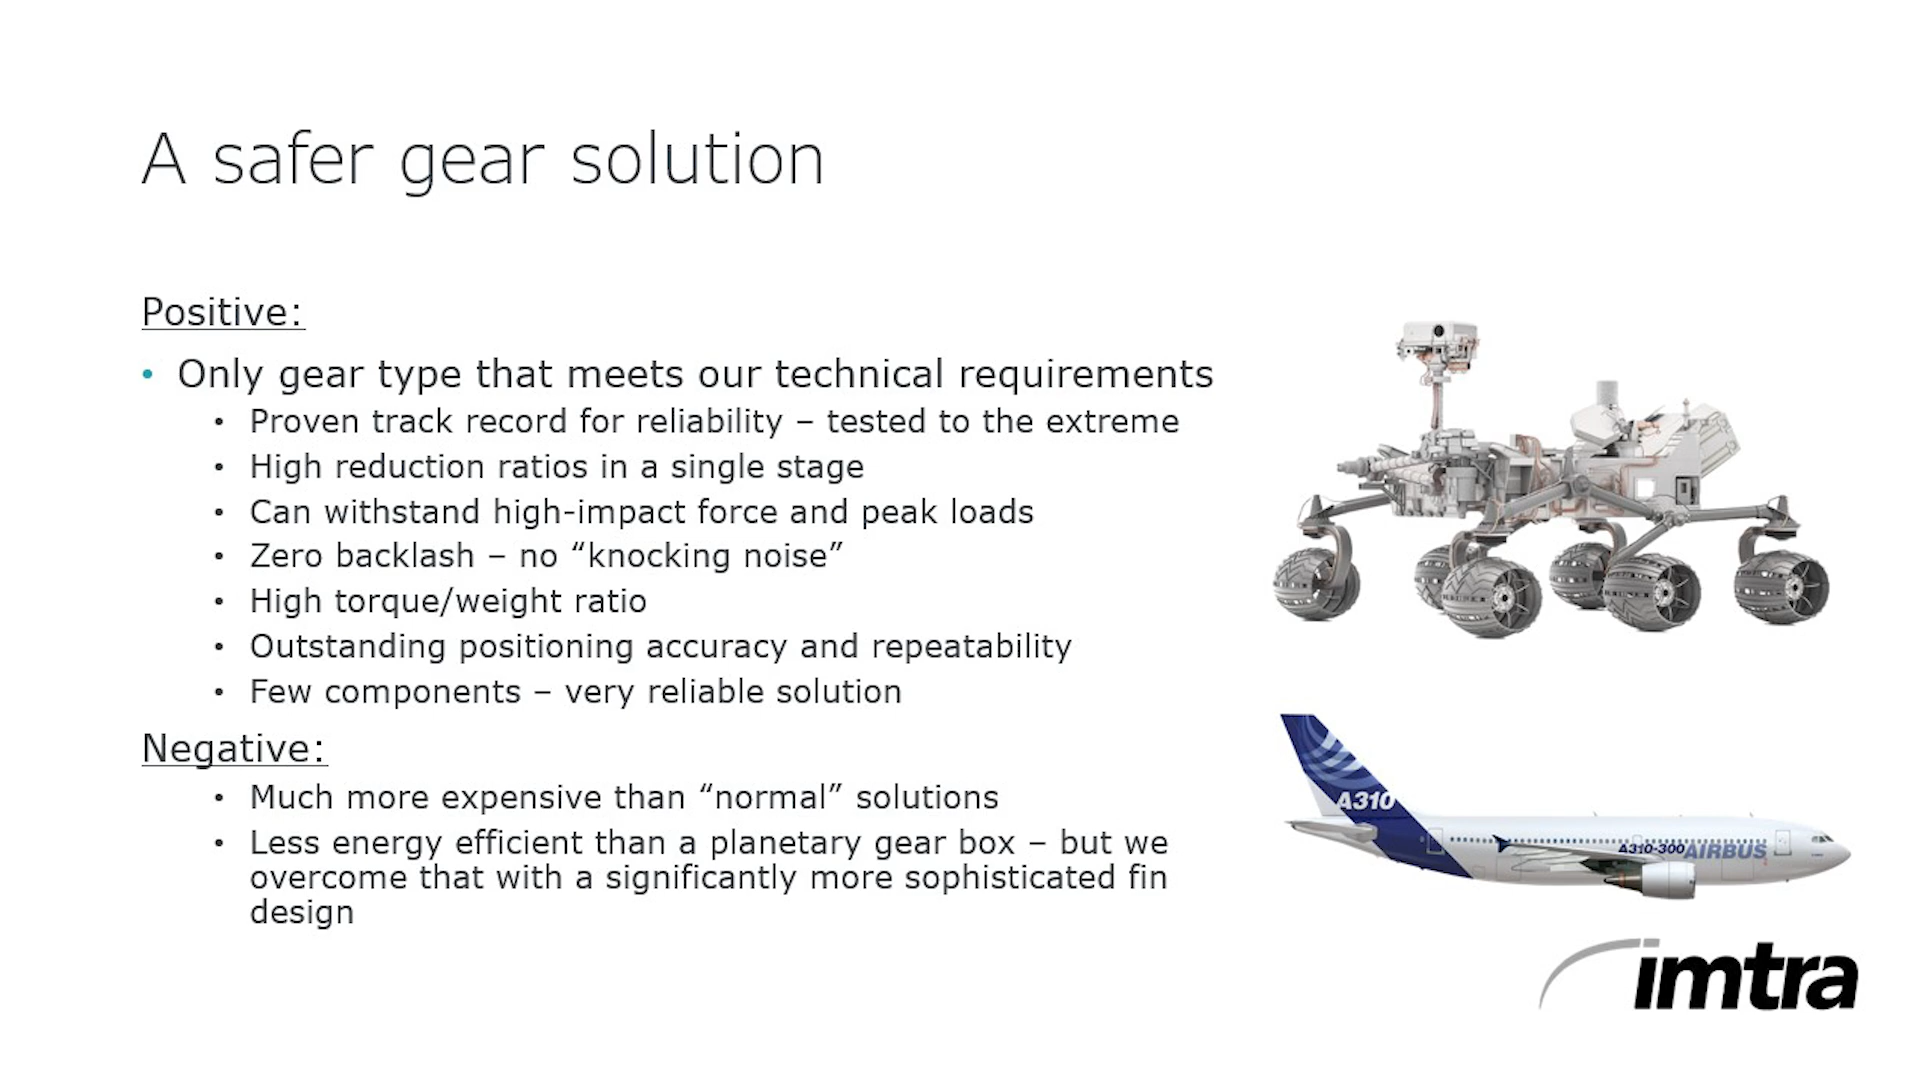 A safer gear solution
Positive:
• Only gear type that meets our technical requirements
• Proven track record for reliability – tested to the extreme
• High reduction ratios in a single stage
• Can withstand high-impact force and peak loads
• Zero backlash – no “knocking noise”
• High torque/weight ratio
• Outstanding positioning accuracy and repeatability
• Few components – very reliable solution
Negative:
• Much more expensive than “normal” solutions
• Less energy efficient than a planetary gear box – but we
overcome that with a significantly more sophisticated fin
design
A310
A310-300 AIRBUS
imtra